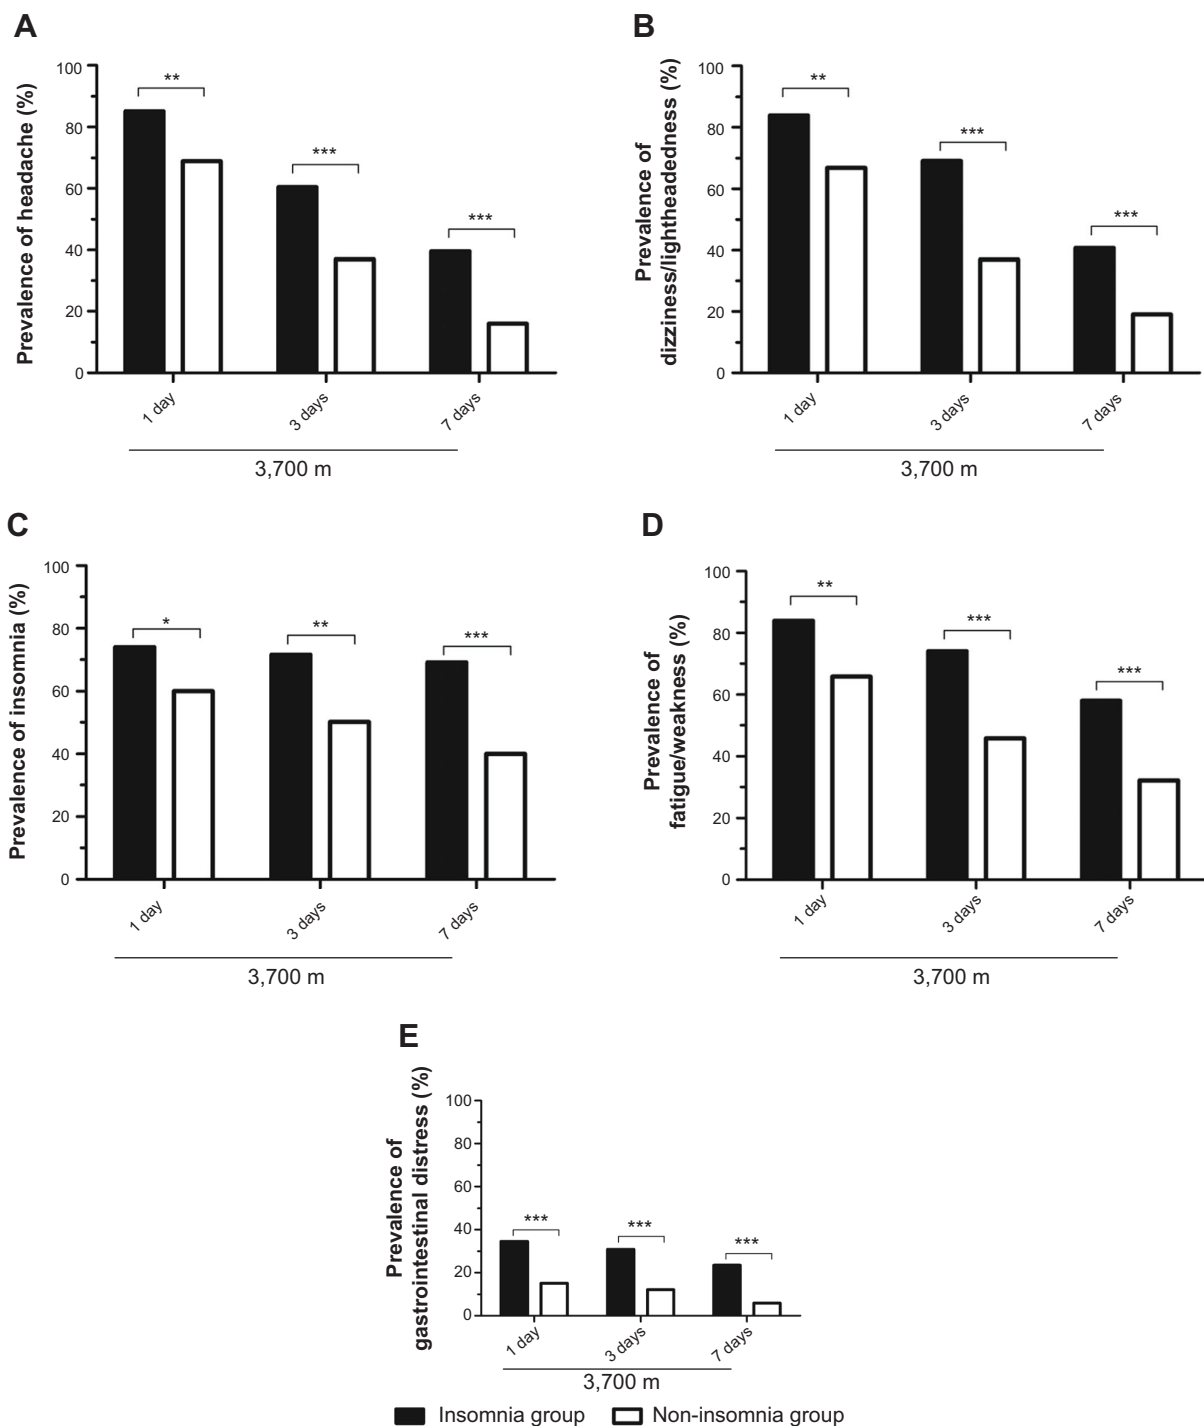 A
Prevalence of headache (%)
100
80
60
40
20
0
**
***
***
1 day
3 days
7 days
3,700 m
B
Prevalence of
dizziness/lightheadedness (%)
100
80
60
40
20
0
**
***
***
1 day
3 days
7 days
3,700 m
C
Prevalence of insomnia (%)
100
80
60
40
20
0
*
**
***
1 day
3 days
7 days
3,700 m
D
Prevalence of
fatigue/weakness (%)
100
80
60
40
20
0
**
***
***
1 day
3 days
7 days
3,700 m
E
Prevalence of
gastrointestinal distress (%)
100
80
60
40
20
0
***
***
***
1 day
3 days
7 days
3,700 m
Insomnia group
Non-insomnia group